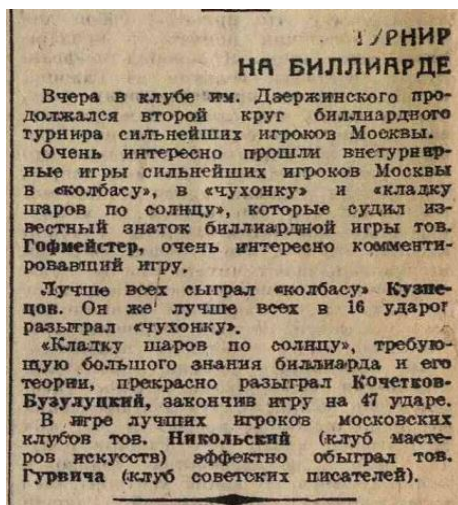 ТУРНИР
НА БИЛЛИАРДЕ
Вчера в клубе им. Дзержинского про-
должался второй круг биллиардного
турнира сильнейших игроков Москвы.
Очень интересно прошли внетурнир-
ные игры сильнейших игроков Москвы
в «колбасу», в «чухонку» и «кладку
шаров по солнцу», которые судил из-
вестный знаток биллиардной игры тов.
Гофмейстер, очень интересно комменти-
ровавший игру.
Лучше всех сыграл «колбасу» Кузне-
цов. Он же лучше всех в 16 ударов
разыграл «чухонку».
«Кладку шаров по солнцу», требую-
щую большого знания биллиарда и его
теории, прекрасно разыграл Кочетков-
Бузулуцкий, закончив игру на 47 ударе.
В игре лучших игроков московских
клубов тов. Никольский (клуб масте-
ров искусств) эффектно обыграл тов.
Гурвича (клуб советских писателей).